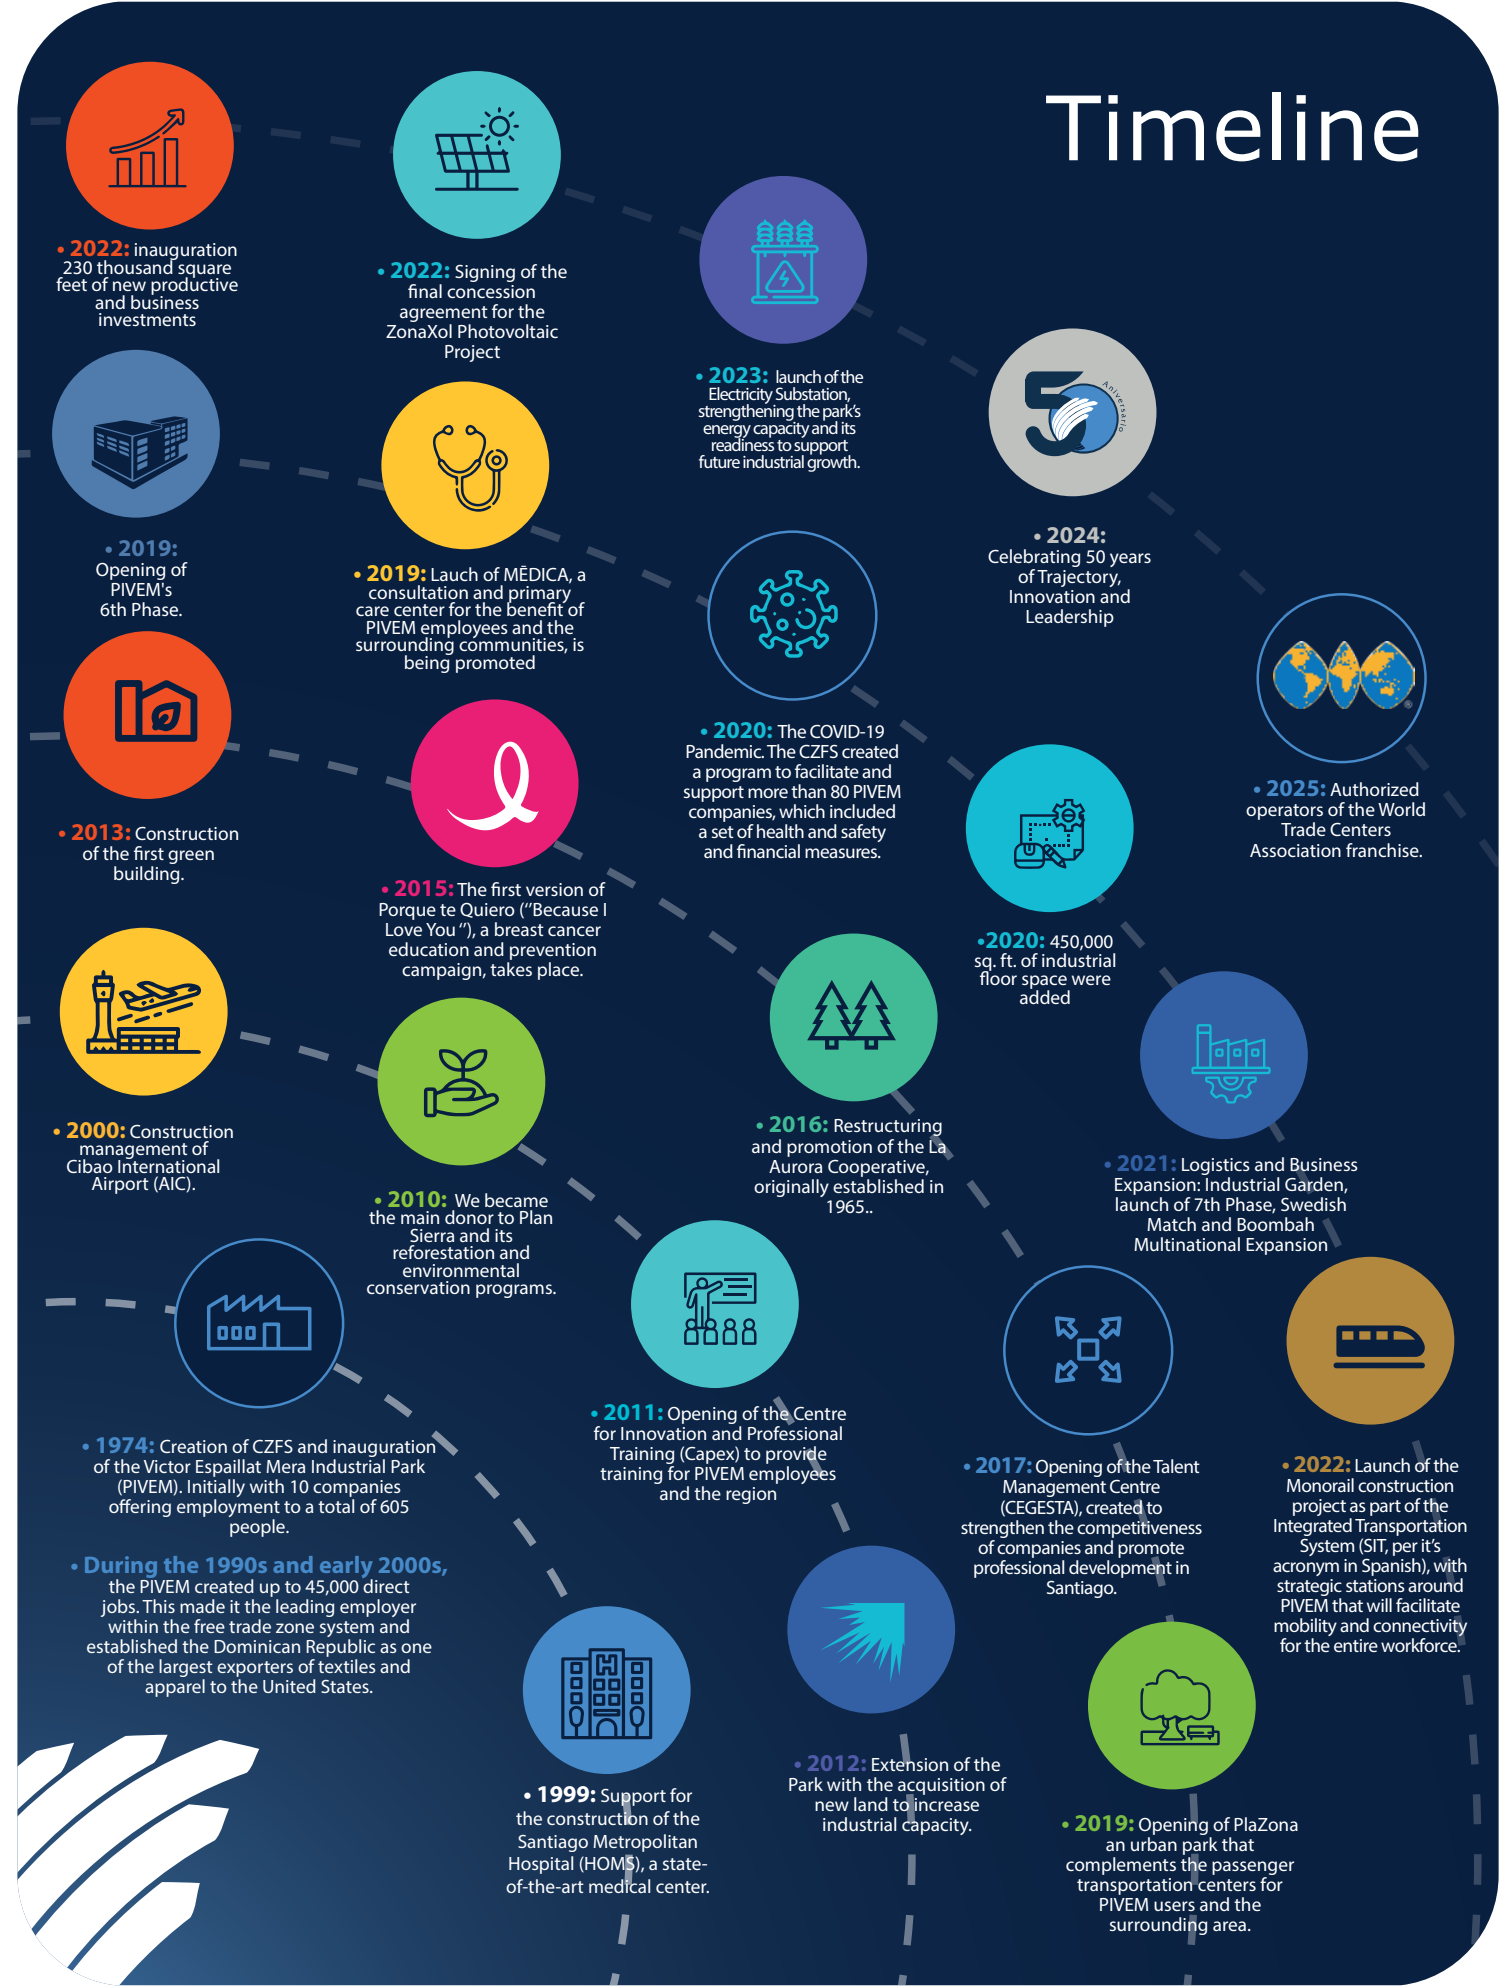 Timeline
• 2022: inauguration
230 thousand square
feet of new productive
and business
investments
• 2022: Signing of the
final concession
agreement for the
ZonaXol Photovoltaic
Project
• 2023: launch of the
Electricity Substation,
strengthening the park's
energy capacity and its
readiness to support
future industrial growth.
50
Aniversario
• 2024:
Celebrating 50 years
of Trajectory,
Innovation and
Leadership
®
• 2025: Authorized
operators of the World
Trade Centers
Association franchise.
• 2019:
Opening of
PIVEM's
6th Phase.
• 2019: Lauch of MĒDICA, a
consultation and primary
care center for the benefit of
PIVEM employees and the
surrounding communities, is
being promoted
• 2020: The COVID-19
Pandemic. The CZFS created
a program to facilitate and
support more than 80 PIVEM
companies, which included
a set of health and safety
and financial measures.
•2020: 450,000
sq. ft. of industrial
floor space were
added
• 2021: Logistics and Business
Expansion: Industrial Garden,
launch of 7th Phase, Swedish
Match and Boombah
Multinational Expansion
• 2022: Launch of the
Monorail construction
project as part of the
Integrated Transportation
System (SIT, per it's
acronym in Spanish), with
strategic stations around
PIVEM that will facilitate
mobility and connectivity
for the entire workforce.
• 2013: Construction
of the first green
building.
• 2015: The first version of
Porque te Quiero (“Because I
Love You “), a breast cancer
education and prevention
campaign, takes place.
• 2016: Restructuring
and promotion of the La
Aurora Cooperative,
originally established in
1965..
• 2017: Opening of the Talent
Management Centre
(CEGESTA), created to
strengthen the competitiveness
of companies and promote
professional development in
Santiago.
• 2019: Opening of PlaZona
an urban park that
complements the passenger
transportation centers for
PIVEM users and the
surrounding area.
• 2000: Construction
management of
Cibao International
Airport (AIC).
• 2010: We became
the main donor to Plan
Sierra and its
reforestation and
environmental
conservation programs.
• 2011: Opening of the Centre
for Innovation and Professional
Training (Capex) to provide
training for PIVEM employees
and the region
• 2012: Extension of the
Park with the acquisition of
new land to increase
industrial capacity.
• 1974: Creation of CZFS and inauguration
of the Victor Espaillat Mera Industrial Park
(PIVEM). Initially with 10 companies
offering employment to a total of 605
people.
• During the 1990s and early 2000s,
the PIVEM created up to 45,000 direct
jobs. This made it the leading employer
within the free trade zone system and
established the Dominican Republic as one
of the largest exporters of textiles and
apparel to the United States.
H
• 1999: Support for
the construction of the
Santiago Metropolitan
Hospital (HOMS), a state-
of-the-art medical center.